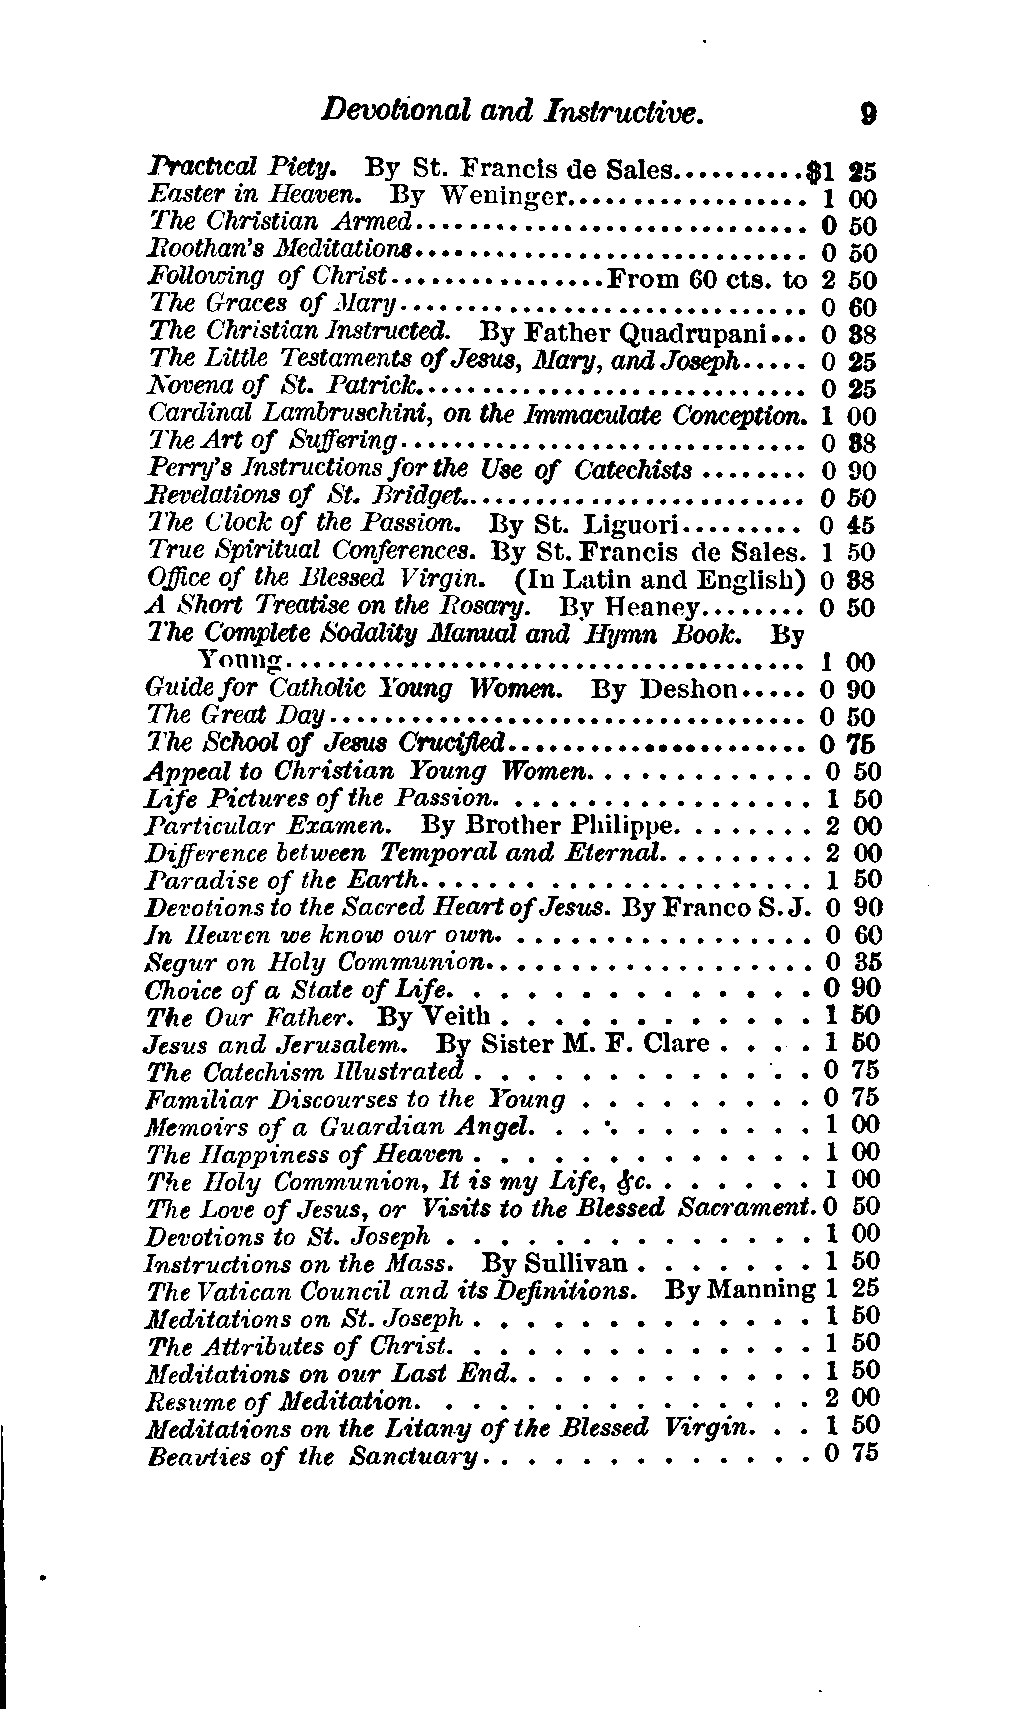 Devotional and Instructive. 9
Practical Piety. By St. Francis de Sales..........$1 25
Easter in Heaven. By Weninger.................. 1 00
The Christian Armed............................. 0 50
Roothan's Meditations............................. 0 50
Following of Christ................From 60 cts. to 2 50
The Graces of Mary............................... 0 60
The Christian Instructed. By Father Quadrupani... 0 38
The Little Testaments of Jesus, Mary, and Joseph..... 0 25
Novena of St. Patrick............................. 0 25
Cardinal Lambruschini, on the Immaculate Conception. 1 00
The Art of Suffering.............................. 0 38
Perry's Instructions for the Use of Catechists ........ 0 90
Revelations of St. Bridget.......................... 0 50
The Clock of the Passion. By St. Liguori......... 0 45
True Spiritual Conferences. By St. Francis de Sales. 1 50
Office of the Blessed Virgin. (In Latin and English) 0 38
A Short Treatise on the Rosary. By Heaney........ 0 50
The Complete Sodality Manual and Hymn Book. By
Young....................................... 1 00
Guide for Catholic Young Women. By Deshon..... 0 90
The Great Day.................................... 0 50
The School of Jesus Crucified...................... 0 75
Appeal to Christian Young Women. . . . . . . . . . . . . 0 50
Life Pictures of the Passion. . . . . . . . . . . . . . . . . 1 50
Particular Examen. By Brother Philippe. . . . . . . . 2 00
Difference between Temporal and Eternal. . . . . . . . . 2 00
Paradise of the Earth. . . . . . . . . . . . . . . . . . . 1 50
Devotions to the Sacred Heart of Jesus. By Franco S.J. 0 90
In Heaven we know our own. . . . . . . . . . . . . . . . 0 60
Segur on Holy Communion. . . . . . . . . . . . . . . . . 0 35
Choice of a State of Life. . . . . . . . . . . . . . . 0 90
The Our Father. By Veith . . . . . . . . . . . . 1 50
Jesus and Jerusalem. By Sister M. F. Clare . . . . 1 50
The Catechism Illustrated . . . . . . . . . . . . . 0 75
Familiar Discourses to the Young . . . . . . . . . 0 75
Memoirs of a Guardian Angel. . . . . . . . . . . . 1 00
The Happiness of Heaven . . . . . . . . . . . . . 1 00
The Holy Communion, It is my Life, &c. . . . . . . 1 00
The Love of Jesus, or Visits to the Blessed Sacrament. 0 50
Devotions to St. Joseph . . . . . . . . . . . . . . 1 00
Instructions on the Mass. By Sullivan . . . . . . . 1 50
The Vatican Council and its Definitions. By Manning 1 25
Meditations on St. Joseph . . . . . . . . . . . . . 1 50
The Attributes of Christ. . . . . . . . . . . . . . 1 50
Meditations on our Last End. . . . . . . . . . . . 1 50
Resume of Meditation. . . . . . . . . . . . . . . . 2 00
Meditations on the Litany of the Blessed Virgin. . . 1 50
Beauties of the Sanctuary. . . . . . . . . . . . . 0 75